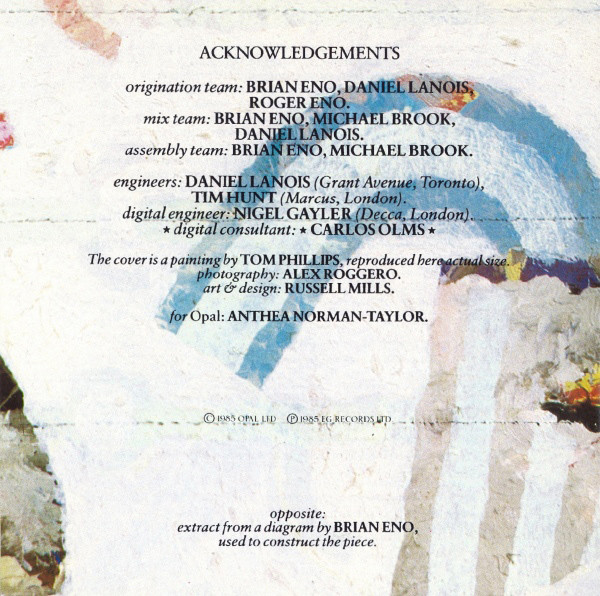 ACKNOWLEDGEMENTS
origination team: BRIAN ENO, DANIEL LANOIS,
ROGER ENO.
mix team: BRIAN ENO, MICHAEL BROOK,
DANIEL LANOIS.
assembly team: BRIAN ENO, MICHAEL BROOK.
engineers: DANIEL LANOIS (Grant Avenue, Toronto),
TIM HUNT (Marcus, London).
digital engineer: NIGEL GAYLER (Decca, London).
★ digital consultant: ★ CARLOS OLMS ★
The cover is a painting by TOM PHILLIPS, reproduced here actual size.
photography: ALEX ROGGERO.
art & design: RUSSELL MILLS.
for Opal: ANTHEA NORMAN-TAYLOR.
Ⓒ 1985 OPAL LTD Ⓟ 1985 EG RECORDS LTD
opposite:
extract from a diagram by BRIAN ENO,
used to construct the piece.